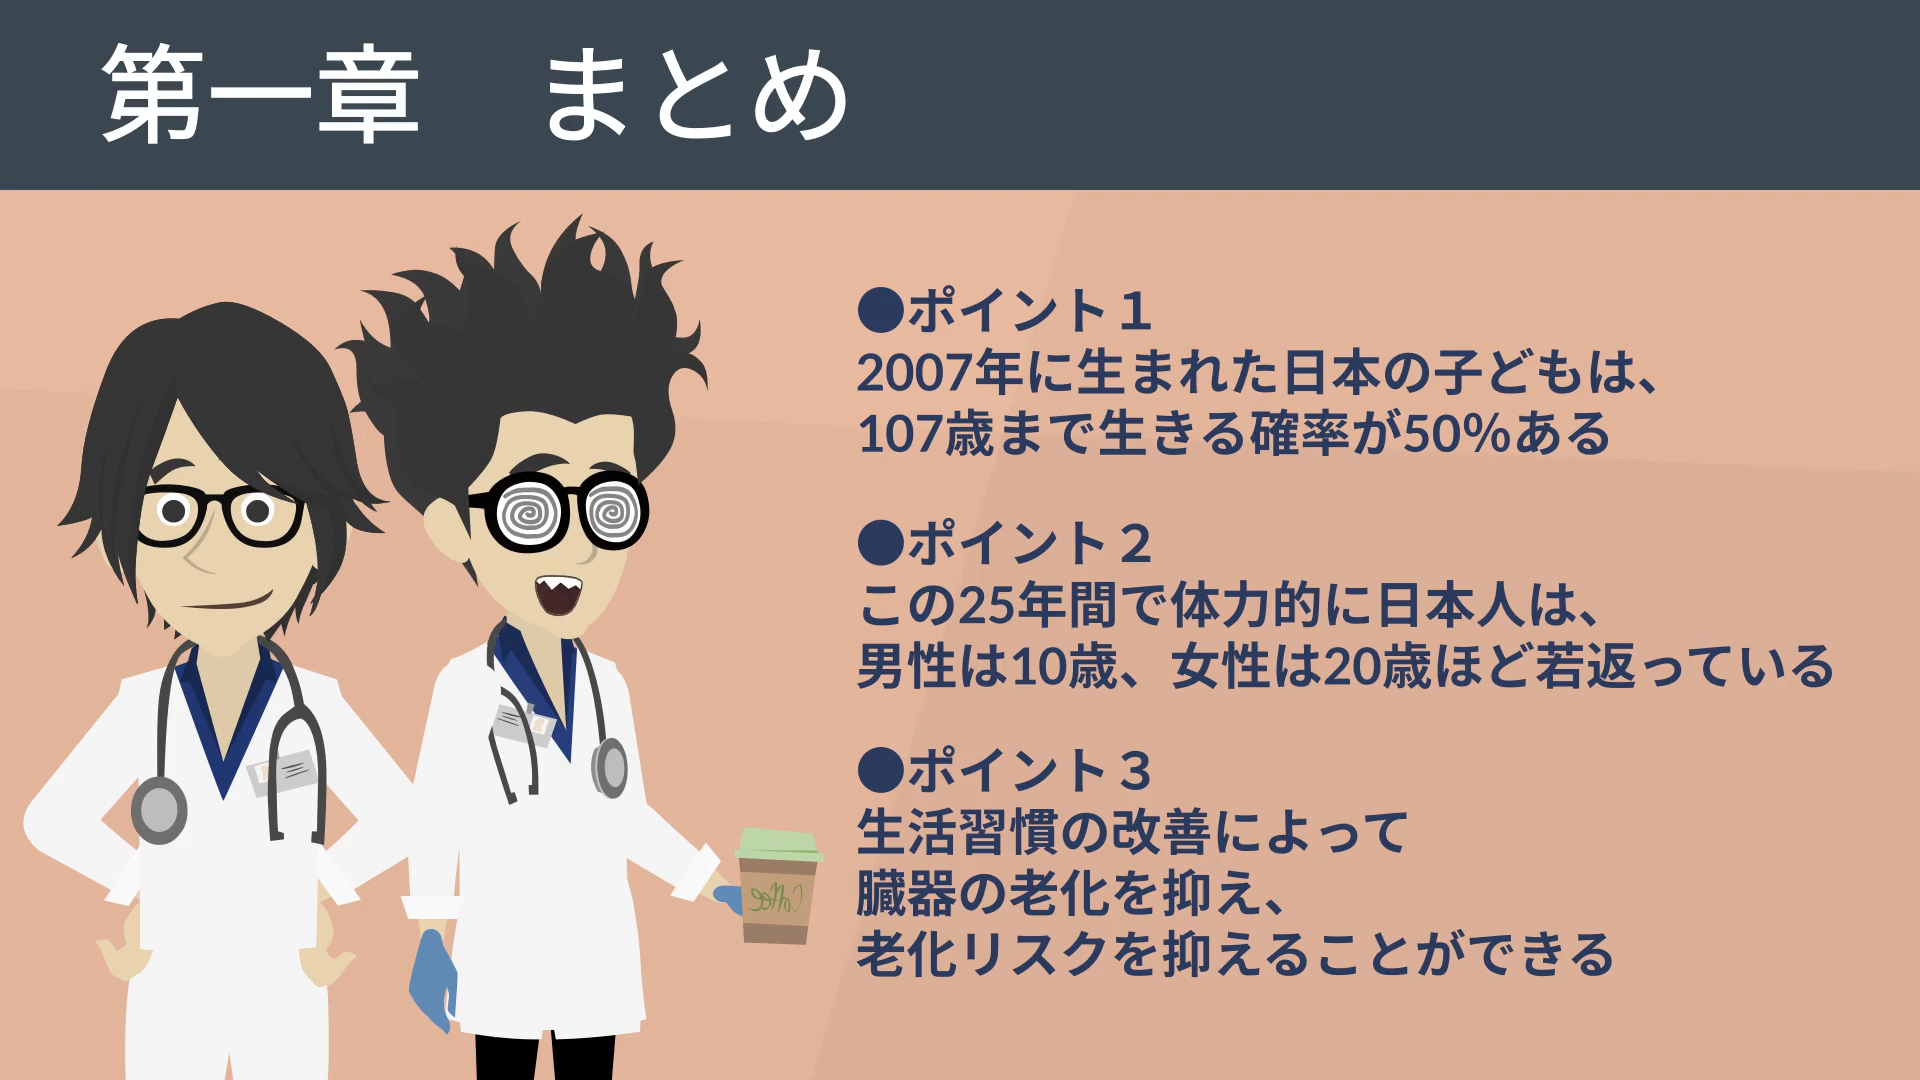 第一章　まとめ
●ポイント１
2007年に生まれた日本の子どもは、
107歳まで生きる確率が50％ある
●ポイント２
この25年間で体力的に日本人は、
男性は10歳、女性は20歳ほど若返っている
●ポイント３
生活習慣の改善によって
臓器の老化を抑え、
老化リスクを抑えることができる